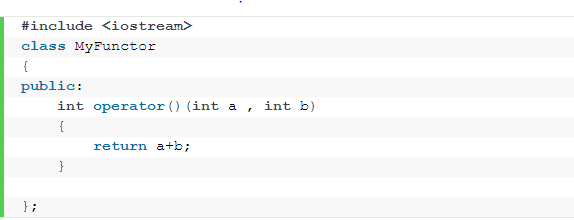 #include <iostream>
class MyFunctor
{
public:
    int operator()(int a , int b)
    {
        return a+b;
    }
};